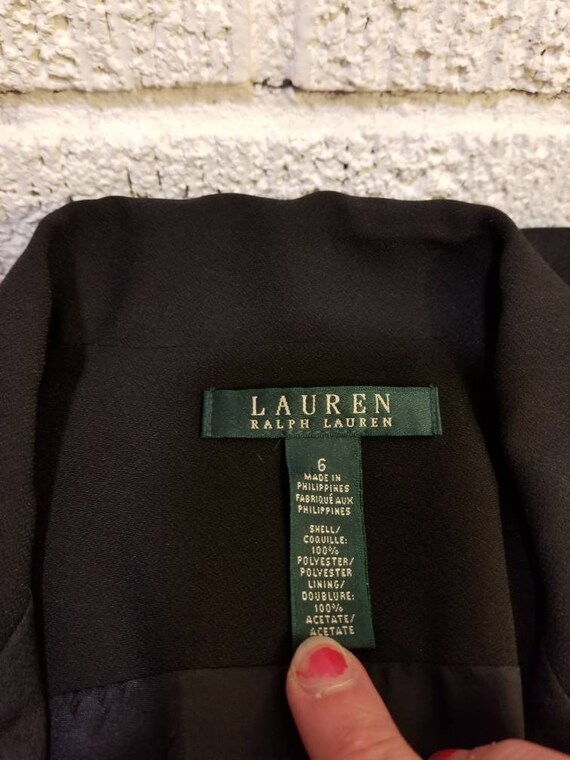 LAUREN
RALPH LAUREN
6
MADE IN
PHILIPPINES
FABRIQUÉ AUX
PHILIPPINES
SHELL/
COQUILLE:
100%
POLYESTER/
POLYESTER
LINING/
DOUBLURE:
100%
ACETATE/
ACETATE